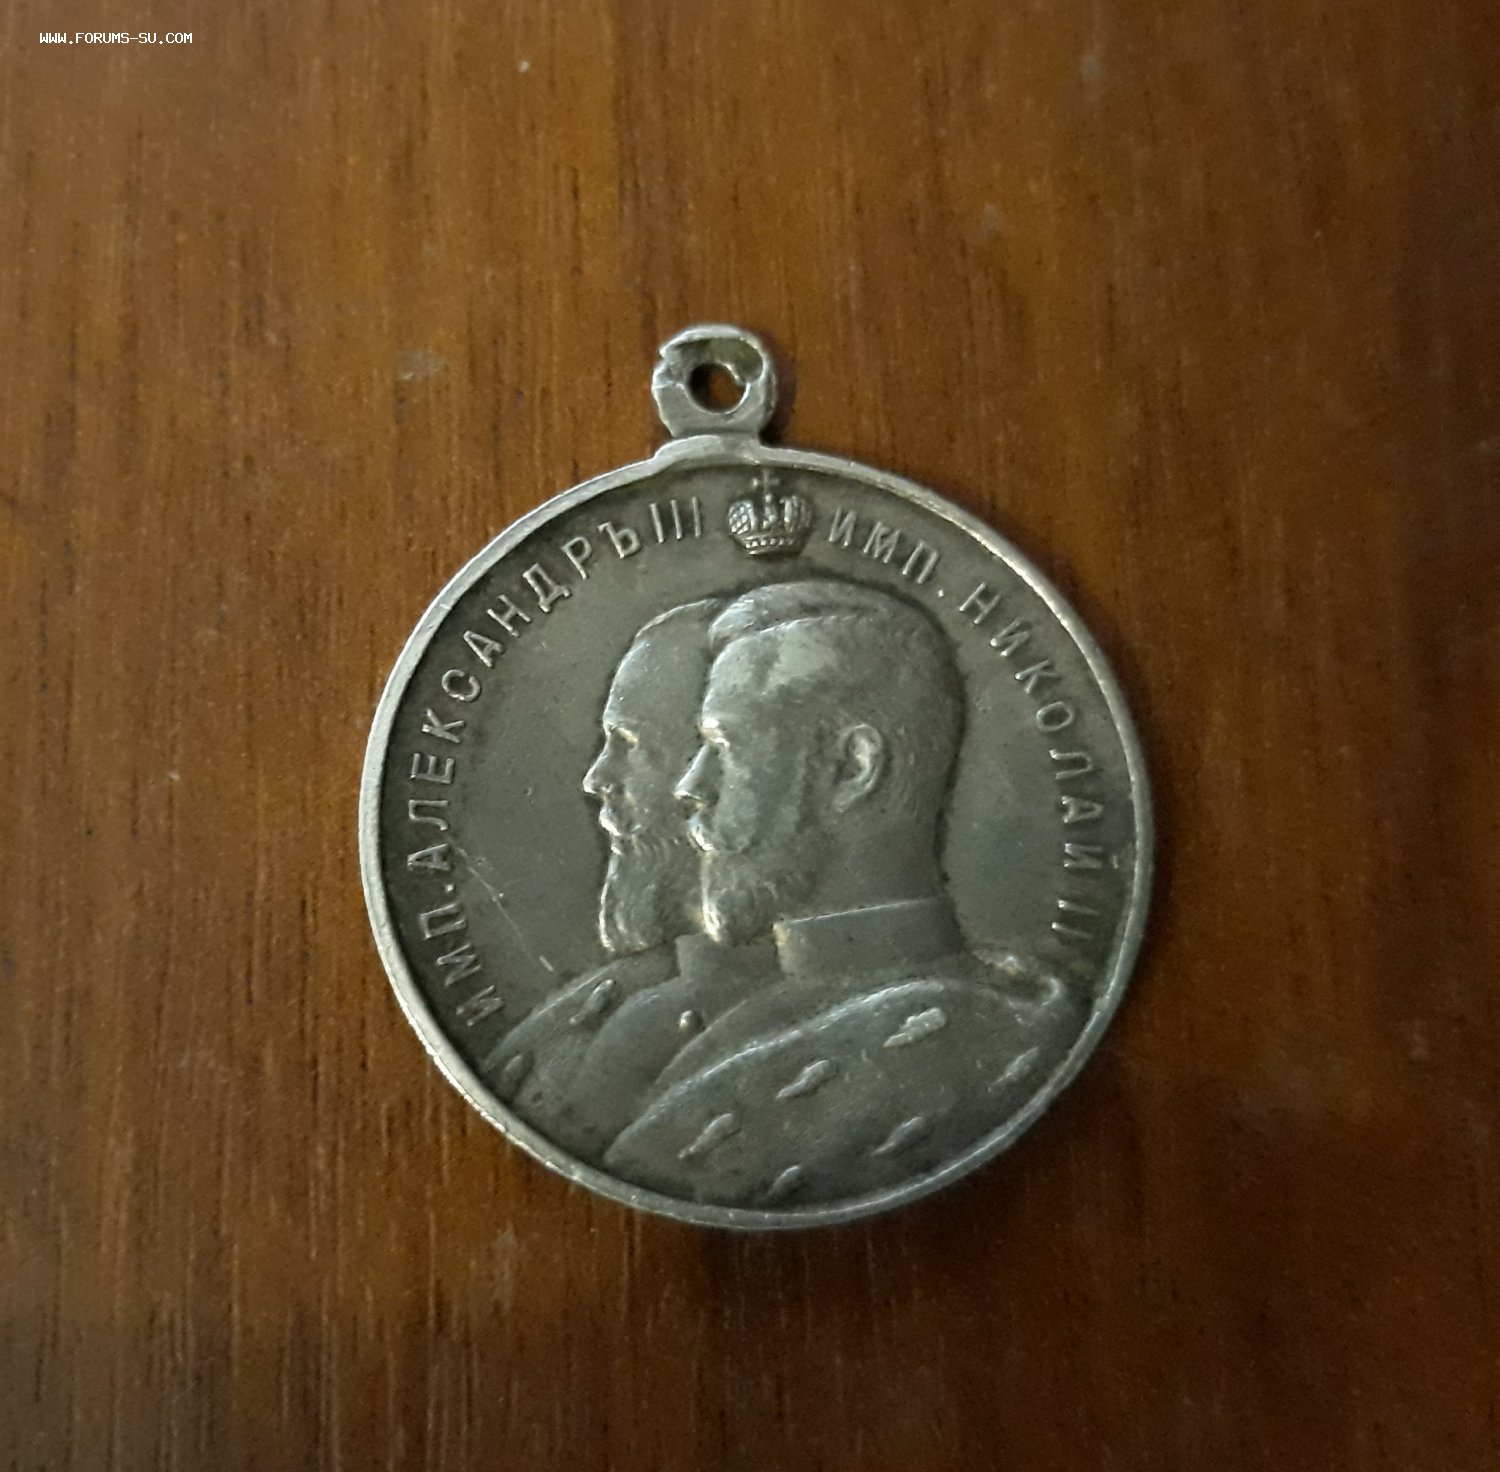 WWW.FORUMS-SU.COM
ИМП. АЛЕКСАНДРЪ III ИМП. НИКОЛАЙ II